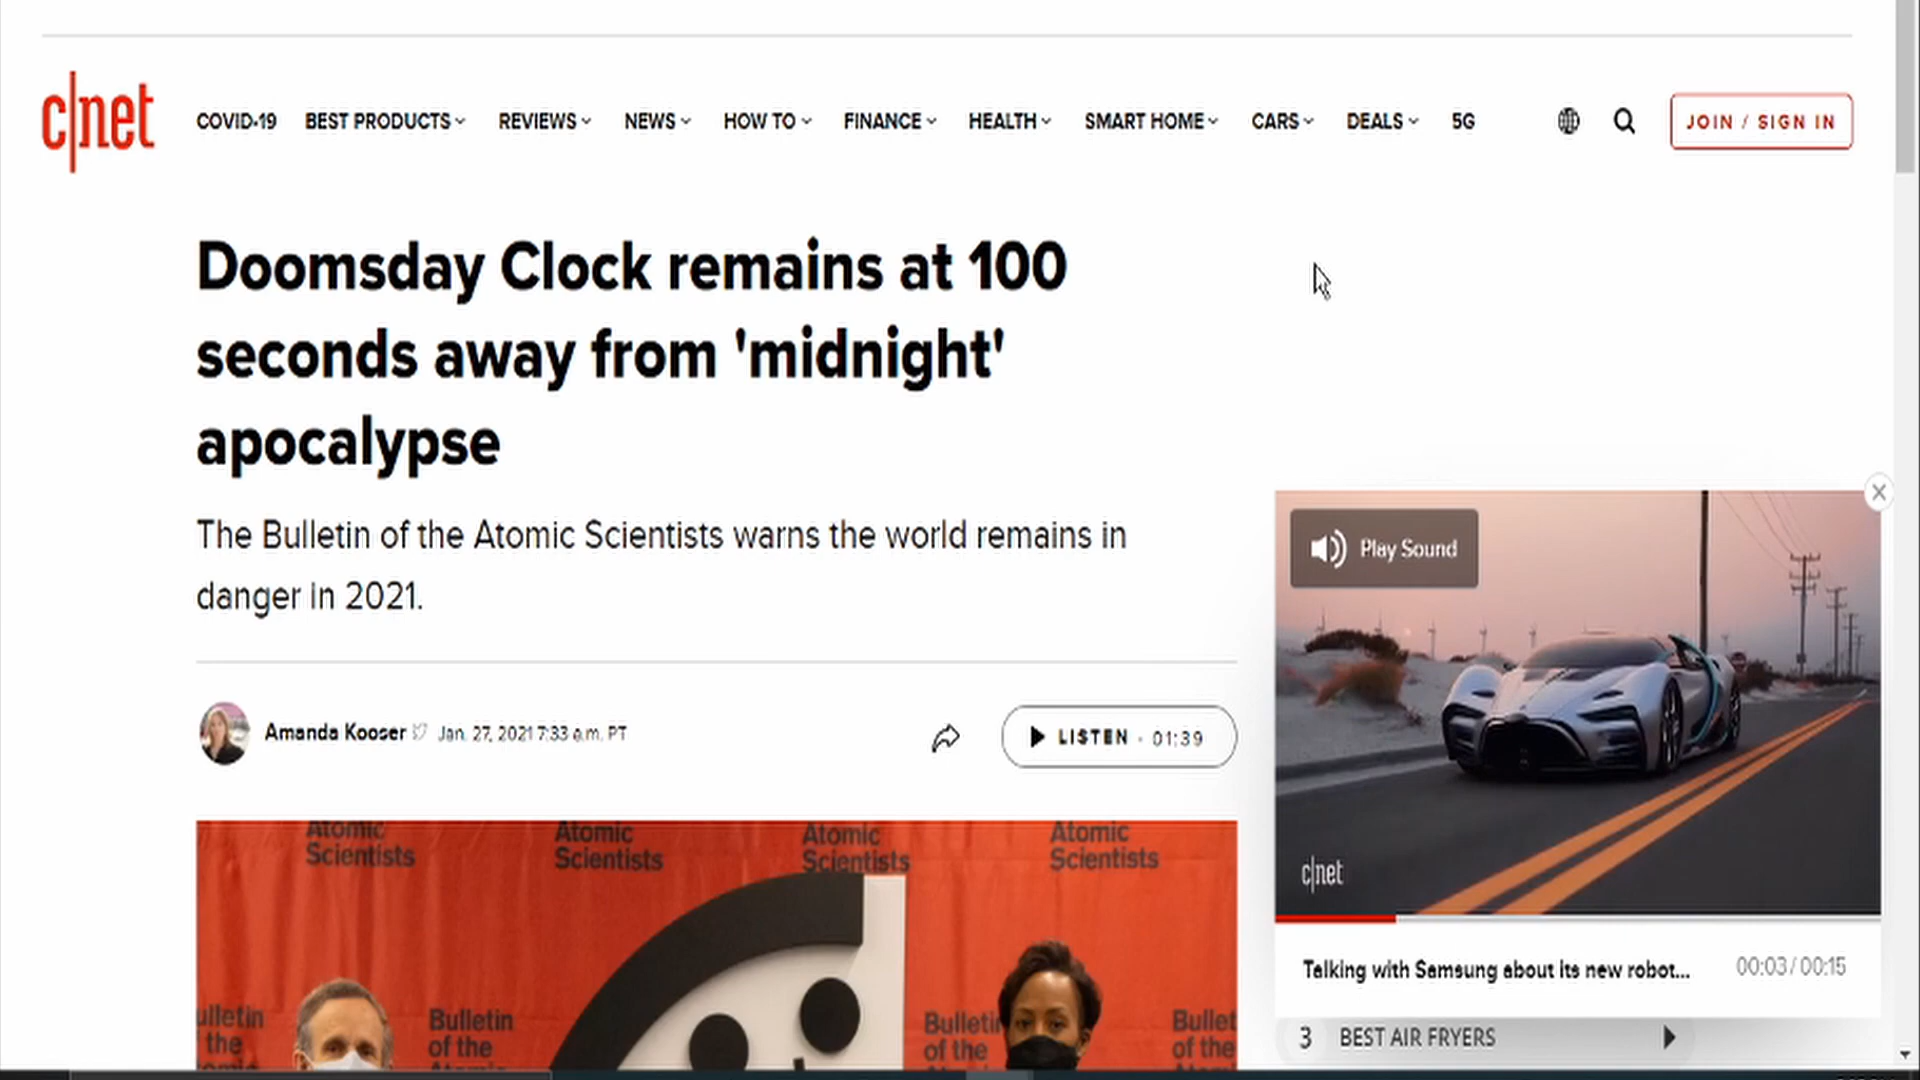 c|net
COVID-19 BEST PRODUCTS REVIEWS NEWS HOW TO FINANCE HEALTH SMART HOME CARS DEALS 5G JOIN / SIGN IN
Doomsday Clock remains at 100
seconds away from 'midnight'
apocalypse
The Bulletin of the Atomic Scientists warns the world remains in
danger in 2021.
Amanda Kooser Jan. 27, 2021 7:33 a.m. PT
LISTEN · 01:39
Atomic Atomic Atomic Atomic
Scientists Scientists Scientists Scientists
Bulletin
of the
of the
of the
the
Play Sound
c|net
Talking with Samsung about its new robot... 00:03 / 00:15
3 BEST AIR FRYERS